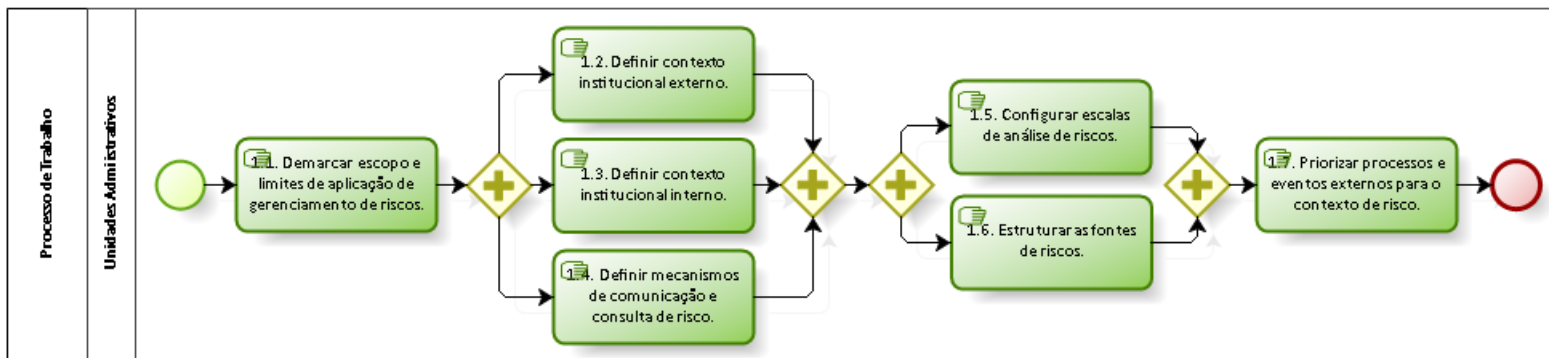 Processo de Trabalho
Unidades Administrativos
1.1. Demarcar escopo e
limites de aplicação de
gerenciamento de riscos.
1.2. Definir contexto
institucional externo.
1.3. Definir contexto
institucional interno.
1.4. Definir mecanismos
de comunicação e
consulta de risco.
1.5. Configurar escalas
de análise de riscos.
1.6. Estruturar as fontes
de riscos.
1.7. Priorizar processos e
eventos externos para o
contexto de risco.